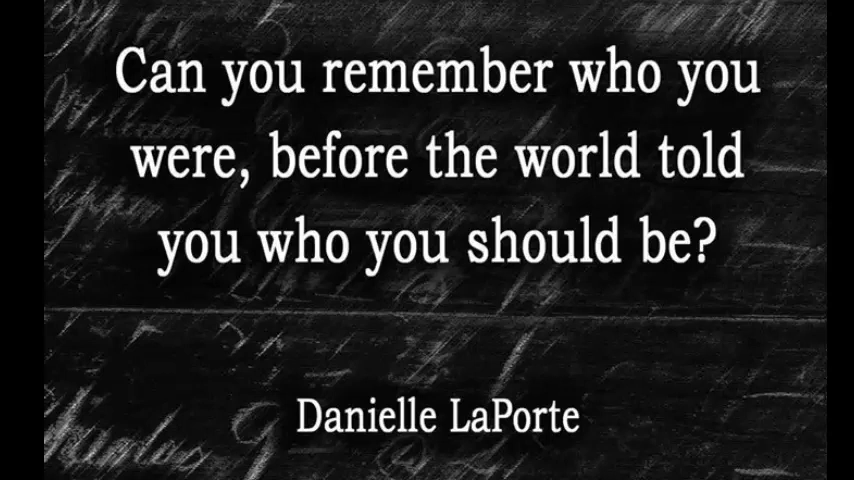 Can you remember who you
were, before the world told
you who you should be?
Danielle LaPorte